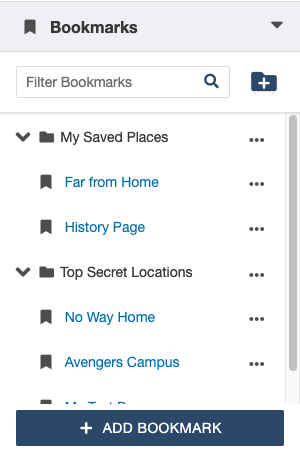 Bookmarks
Filter Bookmarks
My Saved Places
Far from Home
History Page
Top Secret Locations
No Way Home
Avengers Campus
ADD BOOKMARK